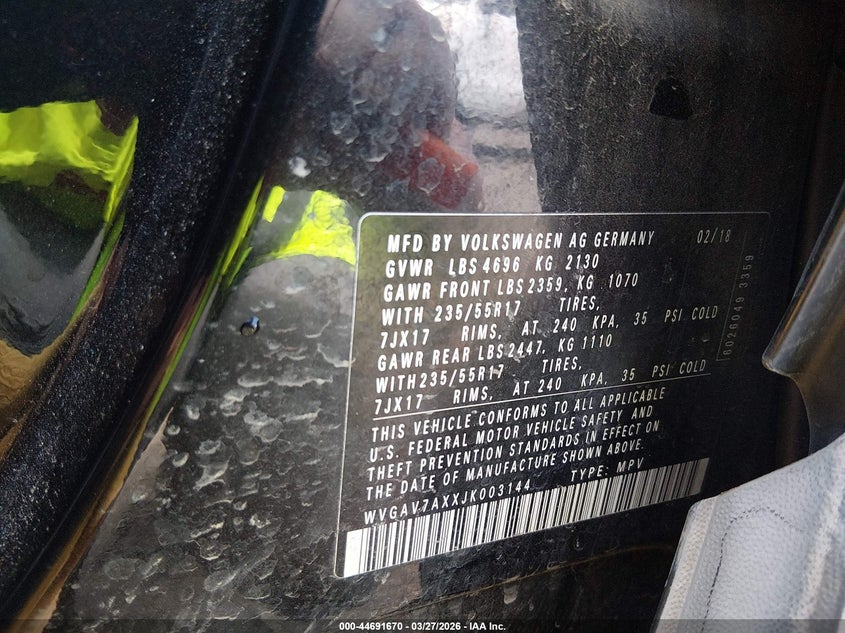 MFD BY VOLKSWAGEN AG GERMANY 02/18
GVWR LBS 4696 KG 2130
GAWR FRONT LBS 2359, KG 1070
WITH 235/55R17 TIRES,
7JX17 RIMS, AT 240 KPA, 35 PSI COLD
GAWR REAR LBS 2447, KG 1110
WITH 235/55R17 TIRES,
7JX17 RIMS, AT 240 KPA, 35 PSI COLD
6026049 3359
THIS VEHICLE CONFORMS TO ALL APPLICABLE
U.S. FEDERAL MOTOR VEHICLE SAFETY AND
THEFT PREVENTION STANDARDS IN EFFECT ON
THE DATE OF MANUFACTURE SHOWN ABOVE.
WVGAV7AXXJK003144 TYPE: MPV
000-44691670 — 03/27/2026 — IAA Inc.